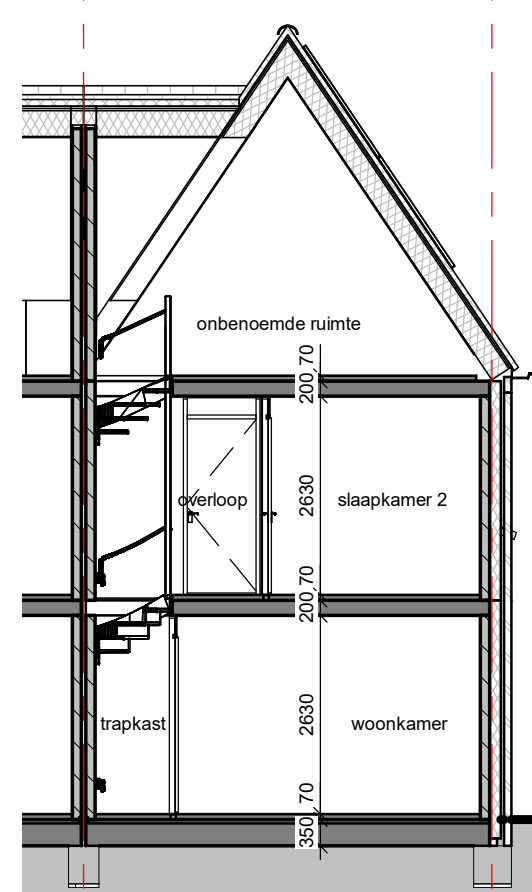 onbenoemde ruimte
200 70
2630
overloop
slaapkamer 2
200 70
2630
trapkast
woonkamer
70
350